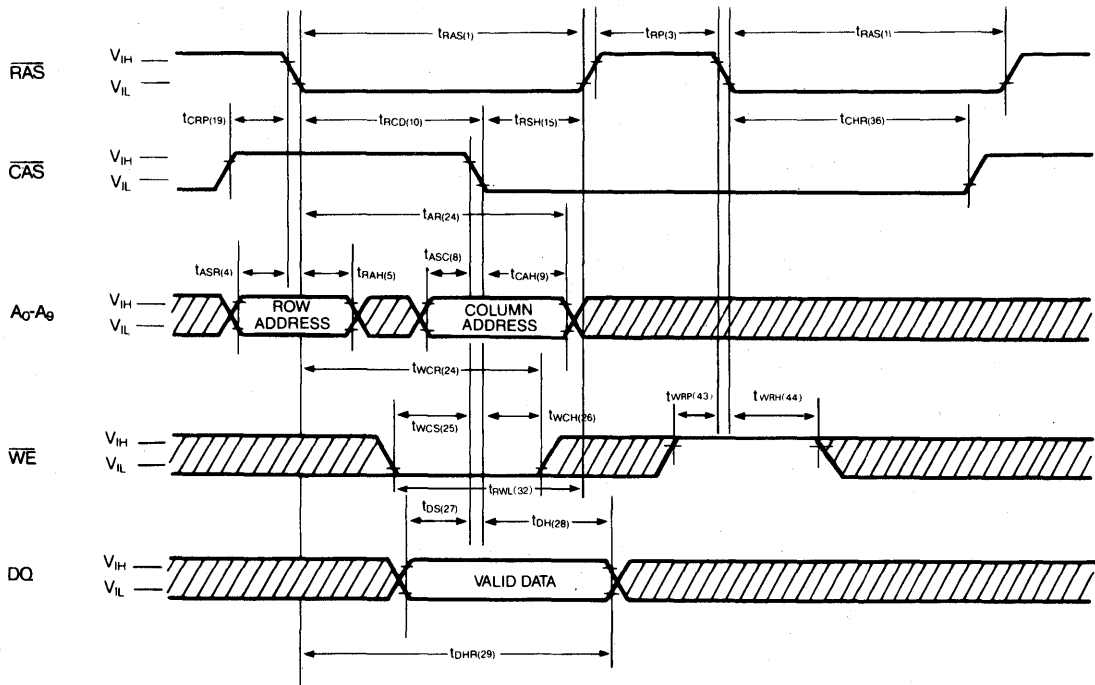 tRAS(1) tRP(3) tRAS(1)
RAS VIH
VIL
tCRP(19) tRCD(10) tRSH(15) tCHR(36)
CAS VIH
VIL
tAR(24)
tASR(4) tRAH(5) tASC(8) tCAH(9)
A0-A9 VIH
VIL
ROW
ADDRESS
COLUMN
ADDRESS
tWCR(24)
tWCS(25) tWCH(26) tWRP(43) tWRH(44)
WE VIH
VIL
tRWL(32)
tDS(27) tDH(28)
DQ VIH
VIL
VALID DATA
tDHR(29)